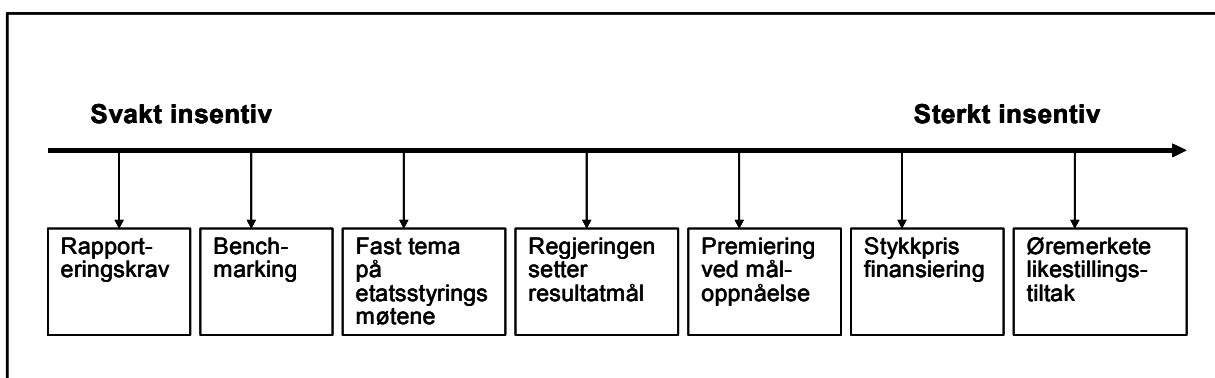 Svakt insentiv
Sterkt insentiv
Rapport-
eringskrav
Bench-
marking
Fast tema
på
etatsstyrings
møtene
Regjeringen
setter
resultatmål
Premiering
ved mål-
oppnåelse
Stykkpris
finansiering
Øremerkete
likestillings-
tiltak